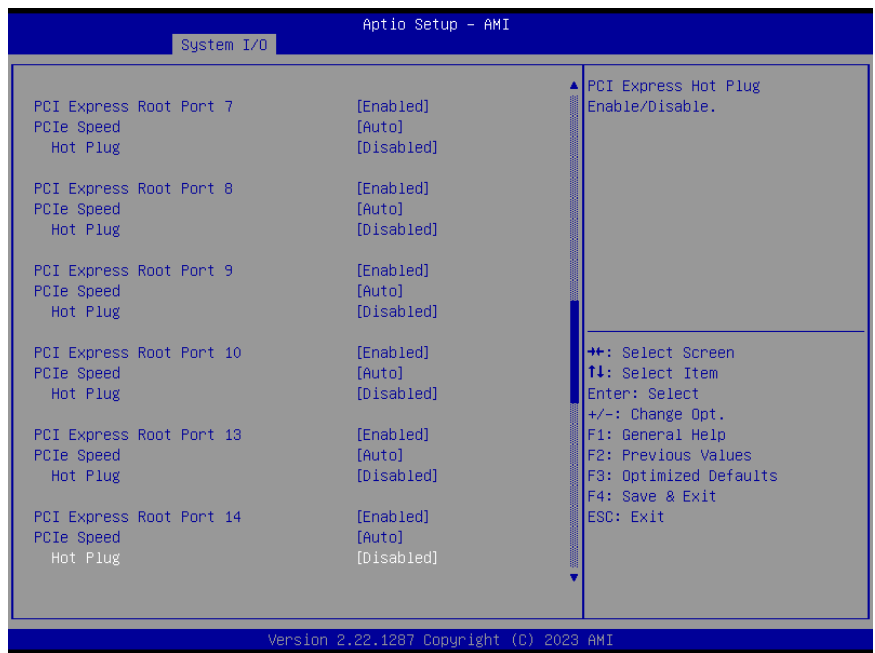 Aptio Setup – AMI
System I/O
PCI Express Root Port 7 [Enabled]
PCIe Speed [Auto]
Hot Plug [Disabled]
PCI Express Root Port 8 [Enabled]
PCIe Speed [Auto]
Hot Plug [Disabled]
PCI Express Root Port 9 [Enabled]
PCIe Speed [Auto]
Hot Plug [Disabled]
PCI Express Root Port 10 [Enabled]
PCIe Speed [Auto]
Hot Plug [Disabled]
PCI Express Root Port 13 [Enabled]
PCIe Speed [Auto]
Hot Plug [Disabled]
PCI Express Root Port 14 [Enabled]
PCIe Speed [Auto]
Hot Plug [Disabled]
PCI Express Hot Plug
Enable/Disable.
→←: Select Screen
↑↓: Select Item
Enter: Select
+/-: Change Opt.
F1: General Help
F2: Previous Values
F3: Optimized Defaults
F4: Save & Exit
ESC: Exit
Version 2.22.1287 Copyright (C) 2023 AMI